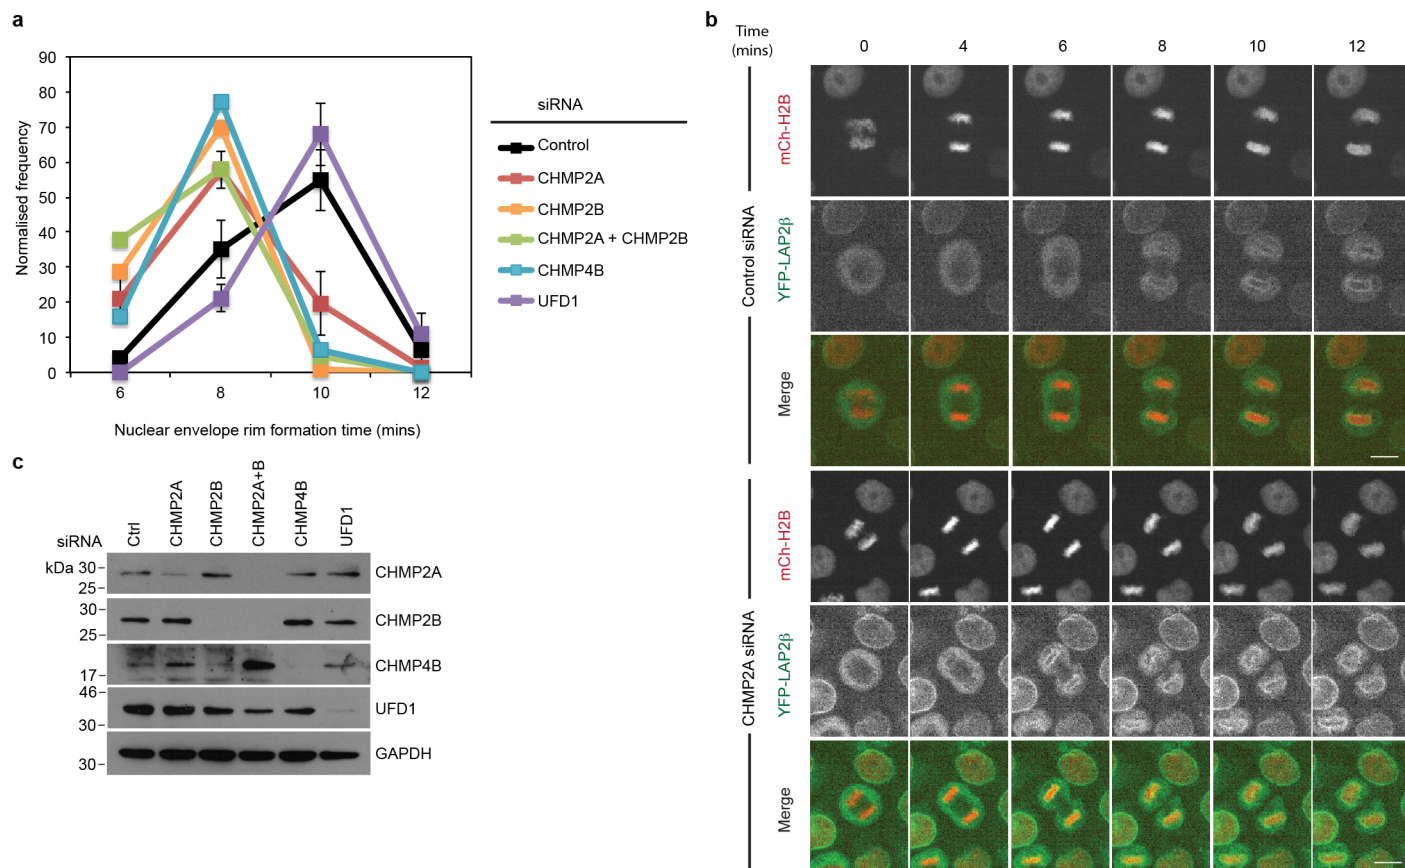 a
90
80
70
60
50
40
30
20
10
0
Normalised frequency
6 8 10 12
Nuclear envelope rim formation time (mins)
siRNA
Control
CHMP2A
CHMP2B
CHMP2A + CHMP2B
CHMP4B
UFD1
b
Time
(mins)
0 4 6 8 10 12
Control siRNA
mCh-H2B
YFP-LAP2β
Merge
CHMP2A siRNA
mCh-H2B
YFP-LAP2β
Merge
c
siRNA
Ctrl
CHMP2A
CHMP2B
CHMP2A+B
CHMP4B
UFD1
kDa 30
25
CHMP2A
30
25
CHMP2B
17
CHMP4B
46
30
UFD1
30
GAPDH